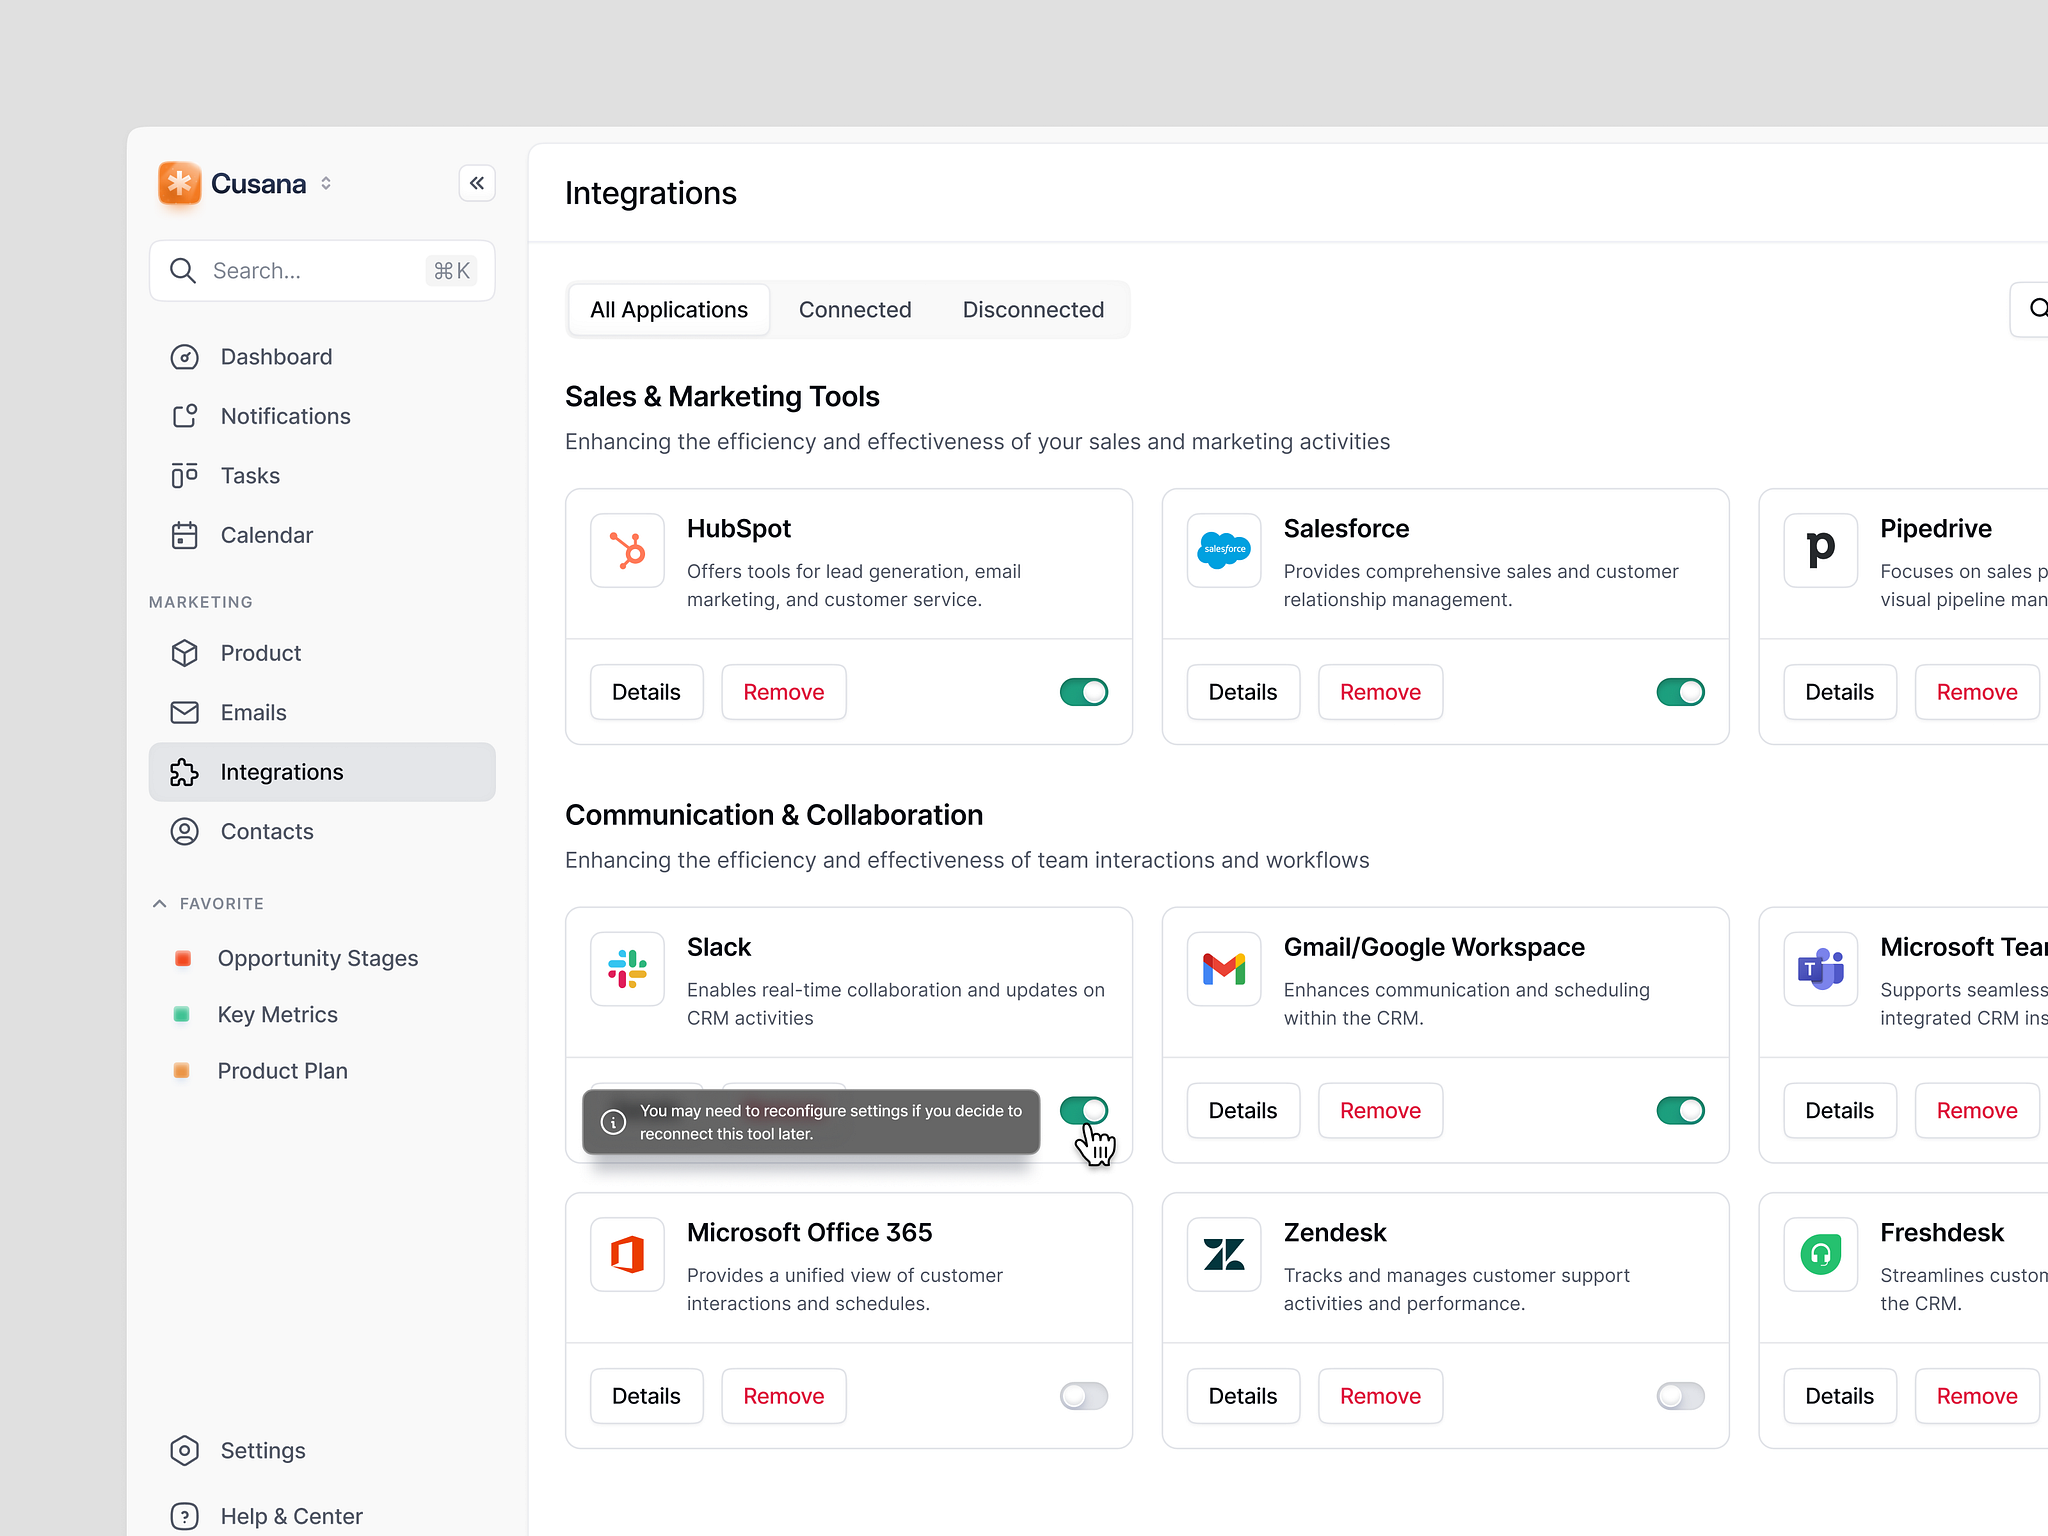 Cusana
Search...
⌘K
Dashboard
Notifications
Tasks
Calendar
MARKETING
Product
Emails
Integrations
Contacts
FAVORITE
Opportunity Stages
Key Metrics
Product Plan
Settings
Help & Center
Integrations
All Applications
Connected
Disconnected
Sales & Marketing Tools
Enhancing the efficiency and effectiveness of your sales and marketing activities
HubSpot
Offers tools for lead generation, email
marketing, and customer service.
Details
Remove
salesforce
Salesforce
Provides comprehensive sales and customer
relationship management.
Details
Remove
Pipedrive
Focuses on sales
visual pipeline
Details
Remove
Communication & Collaboration
Enhancing the efficiency and effectiveness of team interactions and workflows
Slack
Enables real-time collaboration and updates on
CRM activities
You may need to reconfigure settings if you decide to
reconnect this tool later.
Gmail/Google Workspace
Enhances communication and scheduling
within the CRM.
Details
Remove
Microsoft
Supports seamless
integrated CRM
Details
Remove
Microsoft Office 365
Provides a unified view of customer
interactions and schedules.
Details
Remove
Zendesk
Tracks and manages customer support
activities and performance.
Details
Remove
Freshdesk
Streamlines
the CRM.
Details
Remove